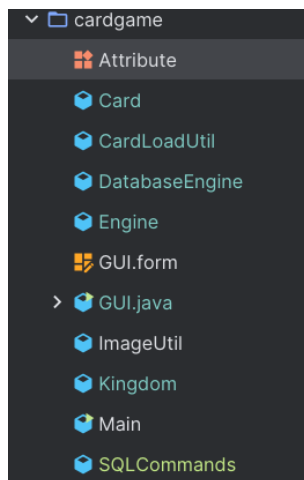 cardgame
Attribute
Card
CardLoadUtil
DatabaseEngine
Engine
GUI.form
GUI.java
ImageUtil
Kingdom
Main
SQLCommands